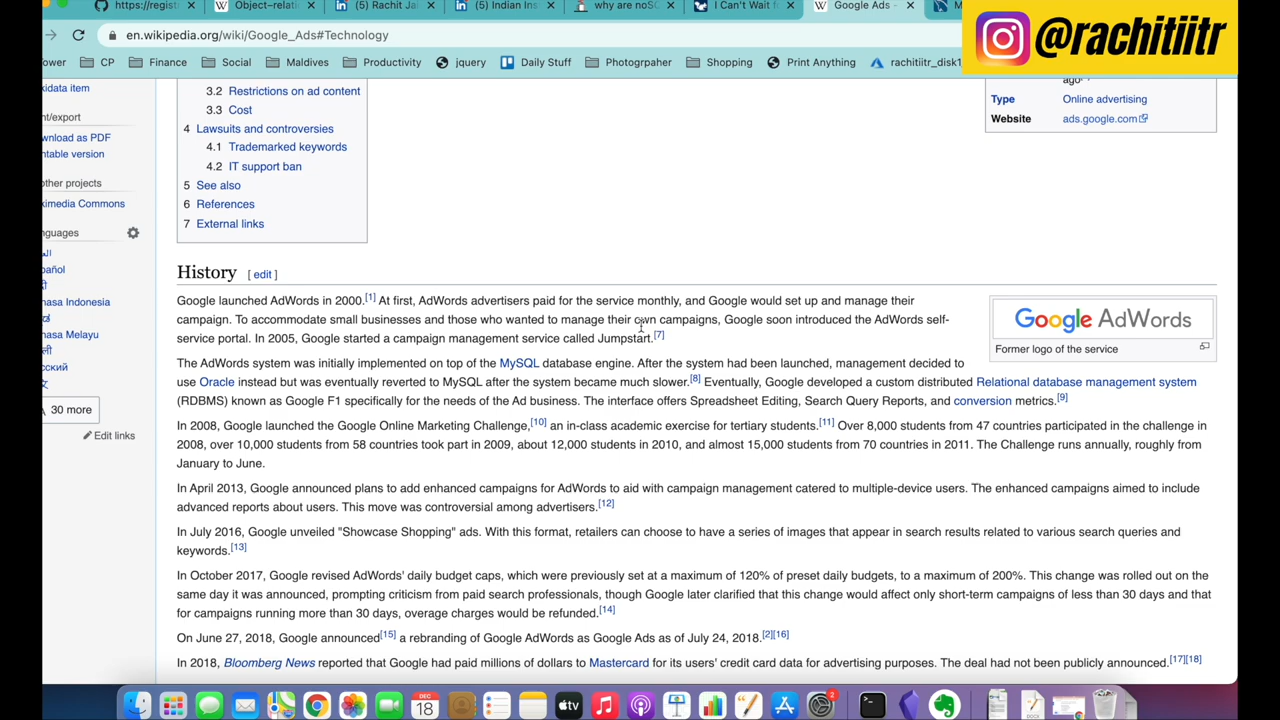 https://regist
Object–relati
(5) Rachit Jai
(5) Indian Ins
why are noSQ
I Can't Wait f
Google Ads -
@rachitiitr
en.wikipedia.org/wiki/Google_Ads#Technology
ower CP Finance Social Maldives Productivity jquery Daily Stuff Photogrpaher Shopping Print Anything rachitiitr_disk1
kidata item
nt/export
wnload as PDF
ntable version
other projects
kimedia Commons
nguages
pañol
nasa Indonesia
nasa Melayu
сский
30 more
Edit links
3.2 Restrictions on ad content
3.3 Cost
4 Lawsuits and controversies
4.1 Trademarked keywords
4.2 IT support ban
5 See also
6 References
7 External links
ago
Type Online advertising
Website ads.google.com
History [ edit ]
Google launched AdWords in 2000.[1] At first, AdWords advertisers paid for the service monthly, and Google would set up and manage their
campaign. To accommodate small businesses and those who wanted to manage their own campaigns, Google soon introduced the AdWords self-
service portal. In 2005, Google started a campaign management service called Jumpstart.[7]
Google AdWords
Former logo of the service
The AdWords system was initially implemented on top of the MySQL database engine. After the system had been launched, management decided to
use Oracle instead but was eventually reverted to MySQL after the system became much slower.[8] Eventually, Google developed a custom distributed Relational database management system
(RDBMS) known as Google F1 specifically for the needs of the Ad business. The interface offers Spreadsheet Editing, Search Query Reports, and conversion metrics.[9]
In 2008, Google launched the Google Online Marketing Challenge,[10] an in-class academic exercise for tertiary students.[11] Over 8,000 students from 47 countries participated in the challenge in
2008, over 10,000 students from 58 countries took part in 2009, about 12,000 students in 2010, and almost 15,000 students from 70 countries in 2011. The Challenge runs annually, roughly from
January to June.
In April 2013, Google announced plans to add enhanced campaigns for AdWords to aid with campaign management catered to multiple-device users. The enhanced campaigns aimed to include
advanced reports about users. This move was controversial among advertisers.[12]
In July 2016, Google unveiled "Showcase Shopping" ads. With this format, retailers can choose to have a series of images that appear in search results related to various search queries and
keywords.[13]
In October 2017, Google revised AdWords' daily budget caps, which were previously set at a maximum of 120% of preset daily budgets, to a maximum of 200%. This change was rolled out on the
same day it was announced, prompting criticism from paid search professionals, though Google later clarified that this change would affect only short-term campaigns of less than 30 days and that
for campaigns running more than 30 days, overage charges would be refunded.[14]
On June 27, 2018, Google announced[15] a rebranding of Google AdWords as Google Ads as of July 24, 2018.[2][16]
In 2018, Bloomberg News reported that Google had paid millions of dollars to Mastercard for its users' credit card data for advertising purposes. The deal had not been publicly announced.[17][18]
DEC
18
tv
2